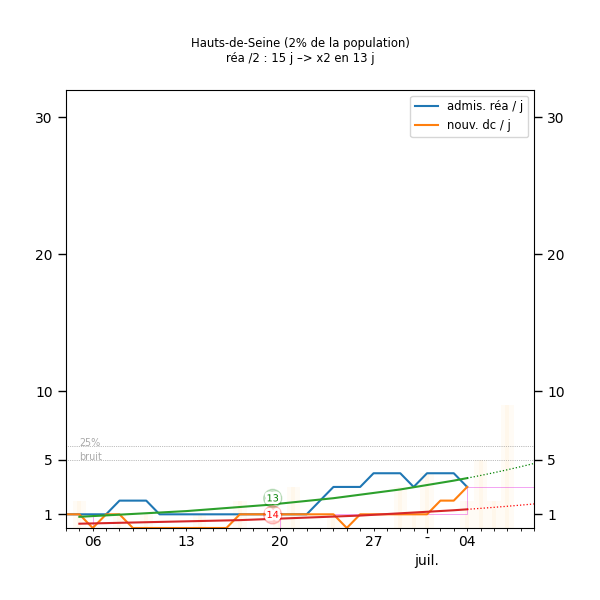 Hauts-de-Seine (2% de la population)
réa /2 : 15 j –> x2 en 13 j
admis. réa / j
nouv. dc / j
30 30
20 20
10 10
25%
bruit
5 5
13
14
1 1
06 13 20 27 - 04
juil.